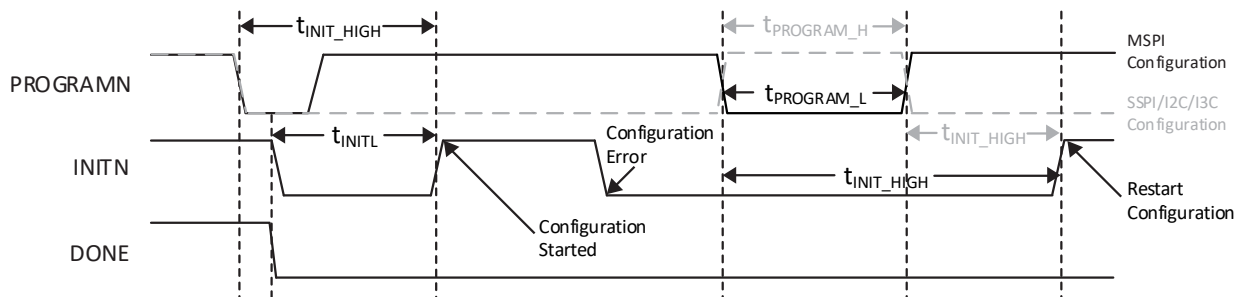 tINIT_HIGH
tPROGRAM_H
MSPI
Configuration
PROGRAMN
tPROGRAM_L
SSPI/I2C/I3C
Configuration
tINITL
Configuration
Error
tINIT_HIGH
INITN
tINIT_HIGH
Restart
Configuration
Configuration
Started
DONE